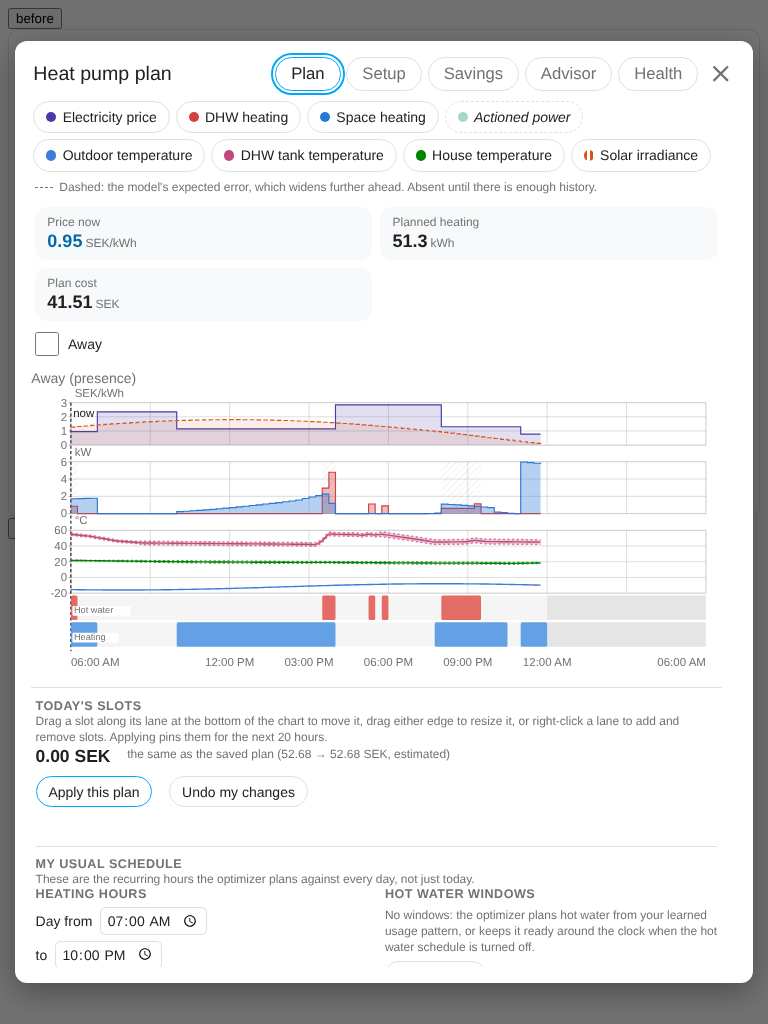 before
Heat pump plan
Plan
Setup
Savings
Advisor
Health
Electricity price
DHW heating
Space heating
Actioned power
Outdoor temperature
DHW tank temperature
House temperature
Solar irradiance
Dashed: the model's expected error, which widens further ahead. Absent until there is enough history.
Price now
0.95 SEK/kWh
Planned heating
51.3 kWh
Plan cost
41.51 SEK
Away
Away (presence)
SEK/kWh
3
now
2
1
0
kW
6
4
2
0
°C
60
40
20
0
-20
Hot water
Heating
06:00 AM
12:00 PM
03:00 PM
06:00 PM
09:00 PM
12:00 AM
06:00 AM
TODAY'S SLOTS
Drag a slot along its lane at the bottom of the chart to move it, drag either edge to resize it, or right-click a lane to add and
remove slots. Applying pins them for the next 20 hours.
0.00 SEK the same as the saved plan (52.68 → 52.68 SEK, estimated)
Apply this plan
Undo my changes
MY USUAL SCHEDULE
These are the recurring hours the optimizer plans against every day, not just today.
HEATING HOURS
Day from 07:00 AM
to 10:00 PM
HOT WATER WINDOWS
No windows: the optimizer plans hot water from your learned
usage pattern, or keeps it ready around the clock when the hot
water schedule is turned off.